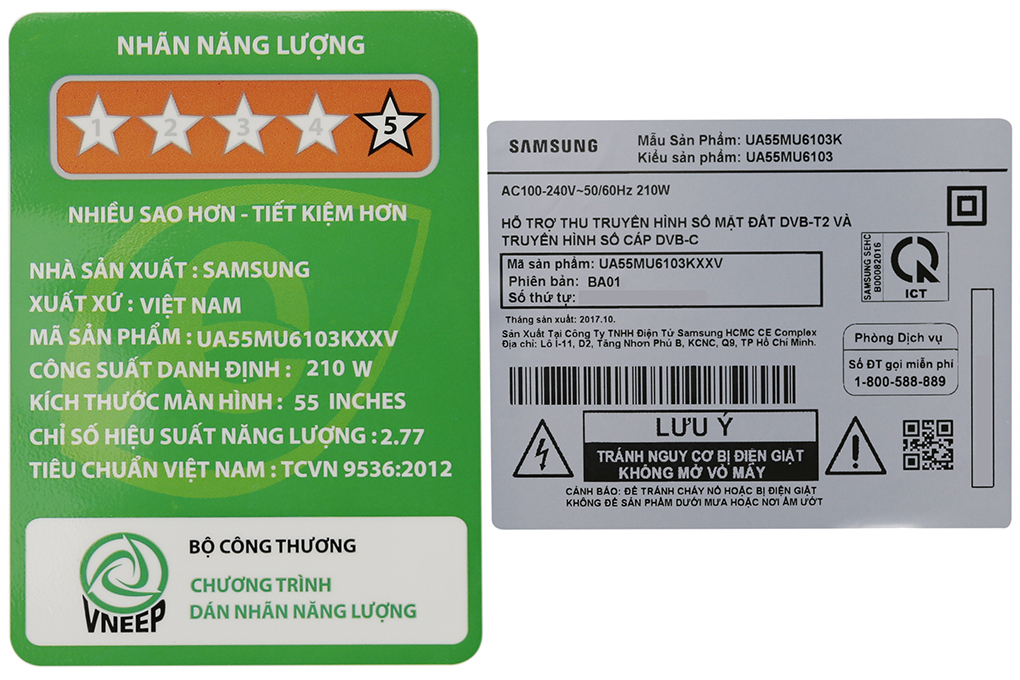 NHÃN NĂNG LƯỢNG
1 2 3 4 5
NHIỀU SAO HƠN - TIẾT KIỆM HƠN
NHÀ SẢN XUẤT : SAMSUNG
XUẤT XỨ : VIỆT NAM
MÃ SẢN PHẨM : UA55MU6103KXXV
CÔNG SUẤT DANH ĐỊNH : 210 W
KÍCH THƯỚC MÀN HÌNH : 55 INCHES
CHỈ SỐ HIỆU SUẤT NĂNG LƯỢNG : 2.77
TIÊU CHUẨN VIỆT NAM : TCVN 9536:2012
VNEEP
BỘ CÔNG THƯƠNG
CHƯƠNG TRÌNH
DÁN NHÃN NĂNG LƯỢNG
SAMSUNG
Mẫu Sản Phẩm: UA55MU6103K
Kiểu sản phẩm: UA55MU6103
AC100-240V~50/60Hz 210W
HỖ TRỢ THU TRUYỀN HÌNH SỐ MẶT ĐẤT DVB-T2 VÀ
TRUYỀN HÌNH SỐ CÁP DVB-C
Mã sản phẩm: UA55MU6103KXXV
Phiên bản: BA01
Số thứ tự:
SAMSUNG SEHC
B00082016
ICT
Tháng sản xuất: 2017.10.
Sản Xuất Tại Công Ty TNHH Điện Tử Samsung HCMC CE Complex
Địa chỉ: Lô I-11, D2, Tăng Nhơn Phú B, KCNC, Q9, TP Hồ Chí Minh.
Phòng Dịch vụ
Số ĐT gọi miễn phí
1-800-588-889
LƯU Ý
TRÁNH NGUY CƠ BỊ ĐIỆN GIẬT
KHÔNG MỞ VỎ MÁY
CẢNH BÁO: ĐỂ TRÁNH CHÁY NỔ HOẶC BỊ ĐIỆN GIẬT
KHÔNG ĐỂ SẢN PHẨM DƯỚI MƯA HOẶC NƠI ẨM ƯỚT